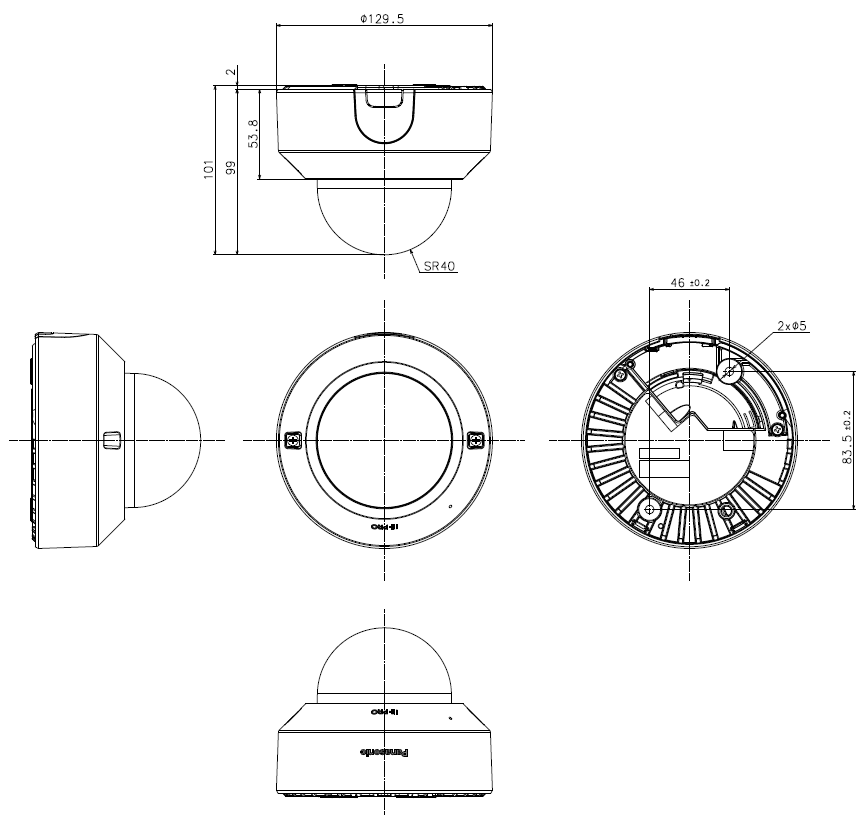 Φ129.5
2
53.8
99
101
SR40
46 ±0.2
2xΦ5
83.5 ±0.2
i-PRO
i-PRO
Panasonic